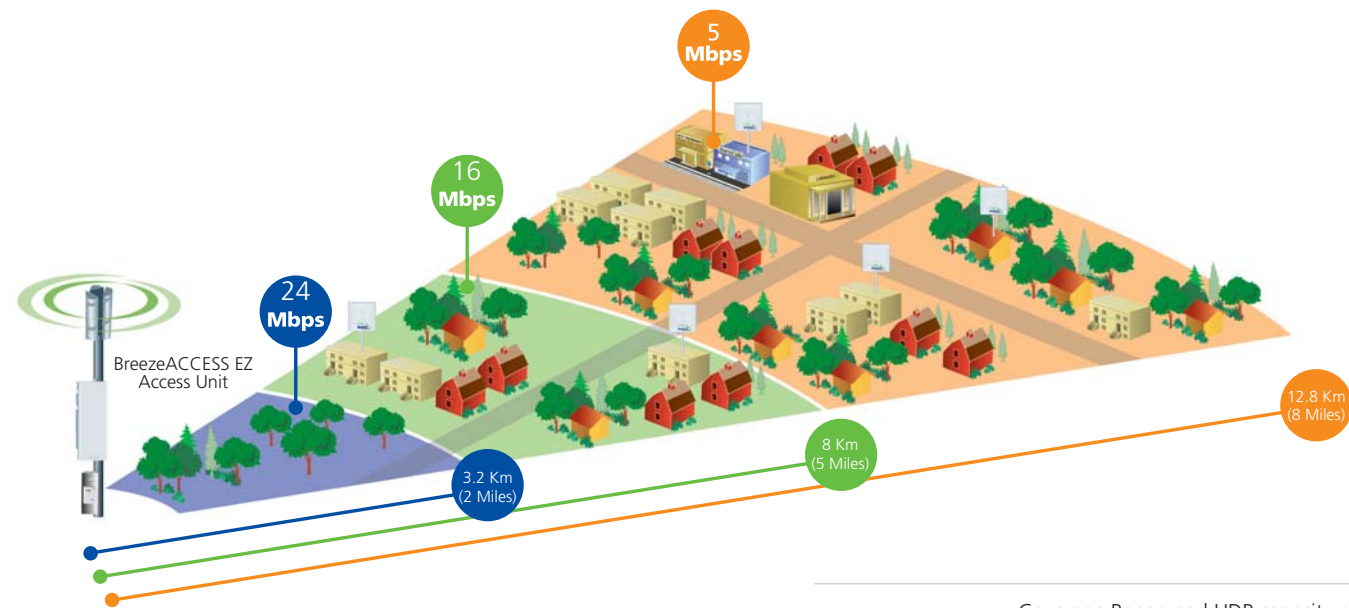 5
Mbps
16
Mbps
24
Mbps
BreezeACCESS EZ
Access Unit
12.8 Km
(8 Miles)
8 Km
(5 Miles)
3.2 Km
(2 Miles)